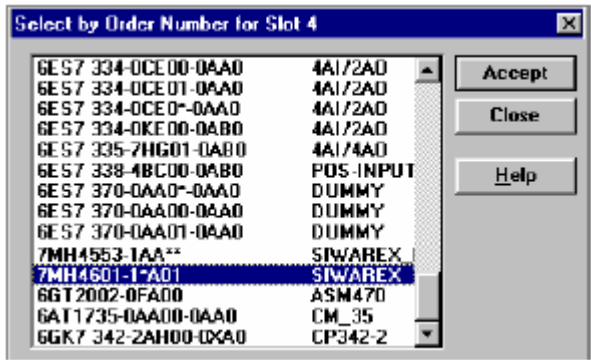 Select by Order Number for Slot 4
6ES7 334-0CE00-0AA0 4AI/2AO
6ES7 334-0CE01-0AA0 4AI/2AO
6ES7 334-0CE0*-0AA0 4AI/2AO
6ES7 334-0KE00-0AB0 4AI/2AO
6ES7 335-7HG01-0AB0 4AI/4AO
6ES7 338-4BC00-0AB0 POS-INPUT
6ES7 370-0AA0*-0AA0 DUMMY
6ES7 370-0AA00-0AA0 DUMMY
6ES7 370-0AA01-0AA0 DUMMY
7MH4553-1AA** SIWAREX_
7MH4601-1*A01 SIWAREX
6GT2002-0FA00 ASM470
6AT1735-0AA00-0AA0 CM_35
6GK7 342-2AH00-0XA0 CP342-2
Accept
Close
Help